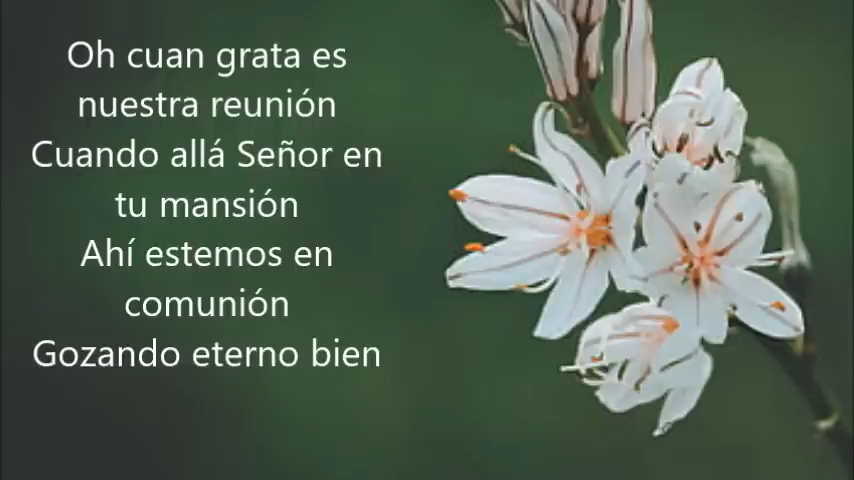 Oh cuan grata es
nuestra reunión
Cuando allá Señor en
tu mansión
Ahí estemos en
comunión
Gozando eterno bien